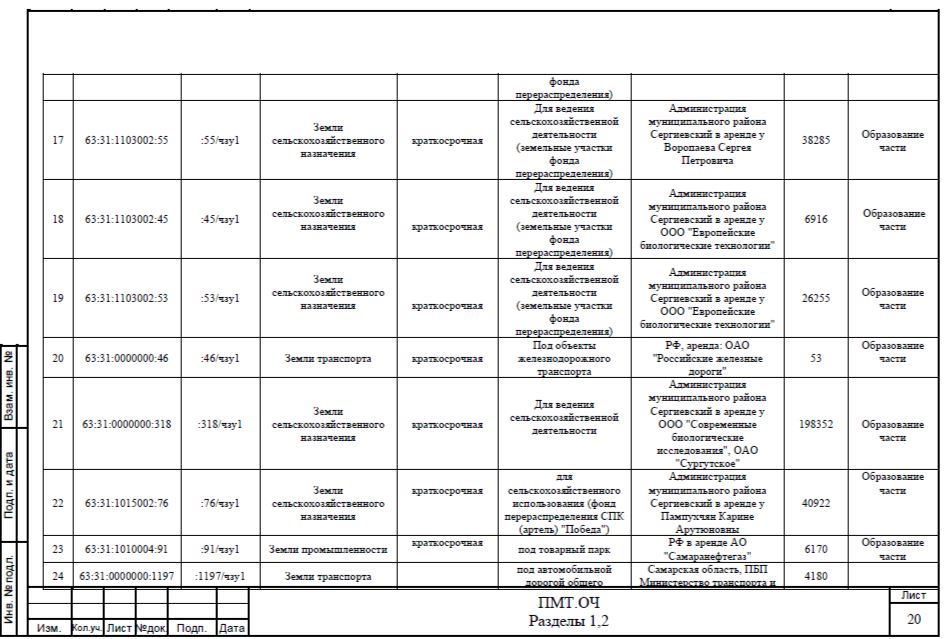 фонда
перераспределения)
17 63:31:1103002:55 :55/чзу1 Земли сельскохозяйственного назначения краткосрочная Для ведения сельскохозяйственной деятельности (земельные участки фонда перераспределения) Администрация муниципального района Сергиевский в аренде у Воропаева Сергея Петровича 38285 Образование части
18 63:31:1103002:45 :45/чзу1 Земли сельскохозяйственного назначения краткосрочная Для ведения сельскохозяйственной деятельности (земельные участки фонда перераспределения) Администрация муниципального района Сергиевский в аренде у ООО "Европейские биологические технологии" 6916 Образование части
19 63:31:1103002:53 :53/чзу1 Земли сельскохозяйственного назначения краткосрочная Для ведения сельскохозяйственной деятельности (земельные участки фонда перераспределения) Администрация муниципального района Сергиевский в аренде у ООО "Европейские биологические технологии" 26255 Образование части
20 63:31:0000000:46 :46/чзу1 Земли транспорта краткосрочная Под объекты железнодорожного транспорта РФ, аренда: ОАО "Российские железные дороги" 53 Образование части
21 63:31:0000000:318 :318/чзу1 Земли сельскохозяйственного назначения краткосрочная Для ведения сельскохозяйственной деятельности Администрация муниципального района Сергиевский в аренде у ООО "Современные биологические исследования", ОАО "Сургутское" 198352 Образование части
22 63:31:1015002:76 :76/чзу1 Земли сельскохозяйственного назначения краткосрочная для сельскохозяйственного использования (фонд перераспределения СПК (артель) "Победа") Администрация муниципального района Сергиевский в аренде у Пампухчян Карине Арутюновны 40922 Образование части
23 63:31:1010004:91 :91/чзу1 Земли промышленности краткосрочная под товарный парк РФ в аренде АО "Самаранефтегаз" 6170 Образование части
24 63:31:0000000:1197 :1197/чзу1 Земли транспорта под автомобильной дорогой общего Самарская область, ПБП Министерство транспорта и 4180
Взам. инв. №
Подп. и дата
Инв. № подл.
Изм. Кол.уч. Лист №док. Подп. Дата
ПМТ.ОЧ
Разделы 1,2
Лист
20